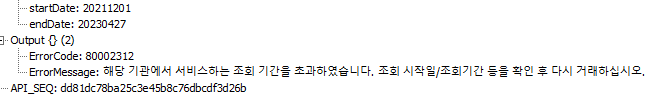 startDate: 20211201
endDate: 20230427
Output {} (2)
ErrorCode: 80002312
ErrorMessage: 해당 기관에서 서비스하는 조회 기간을 초과하였습니다. 조회 시작일/조회기간 등을 확인 후 다시 거래하십시오.
API_SEQ: dd81dc78ba25c3e45b8c76dbcdf3d26b